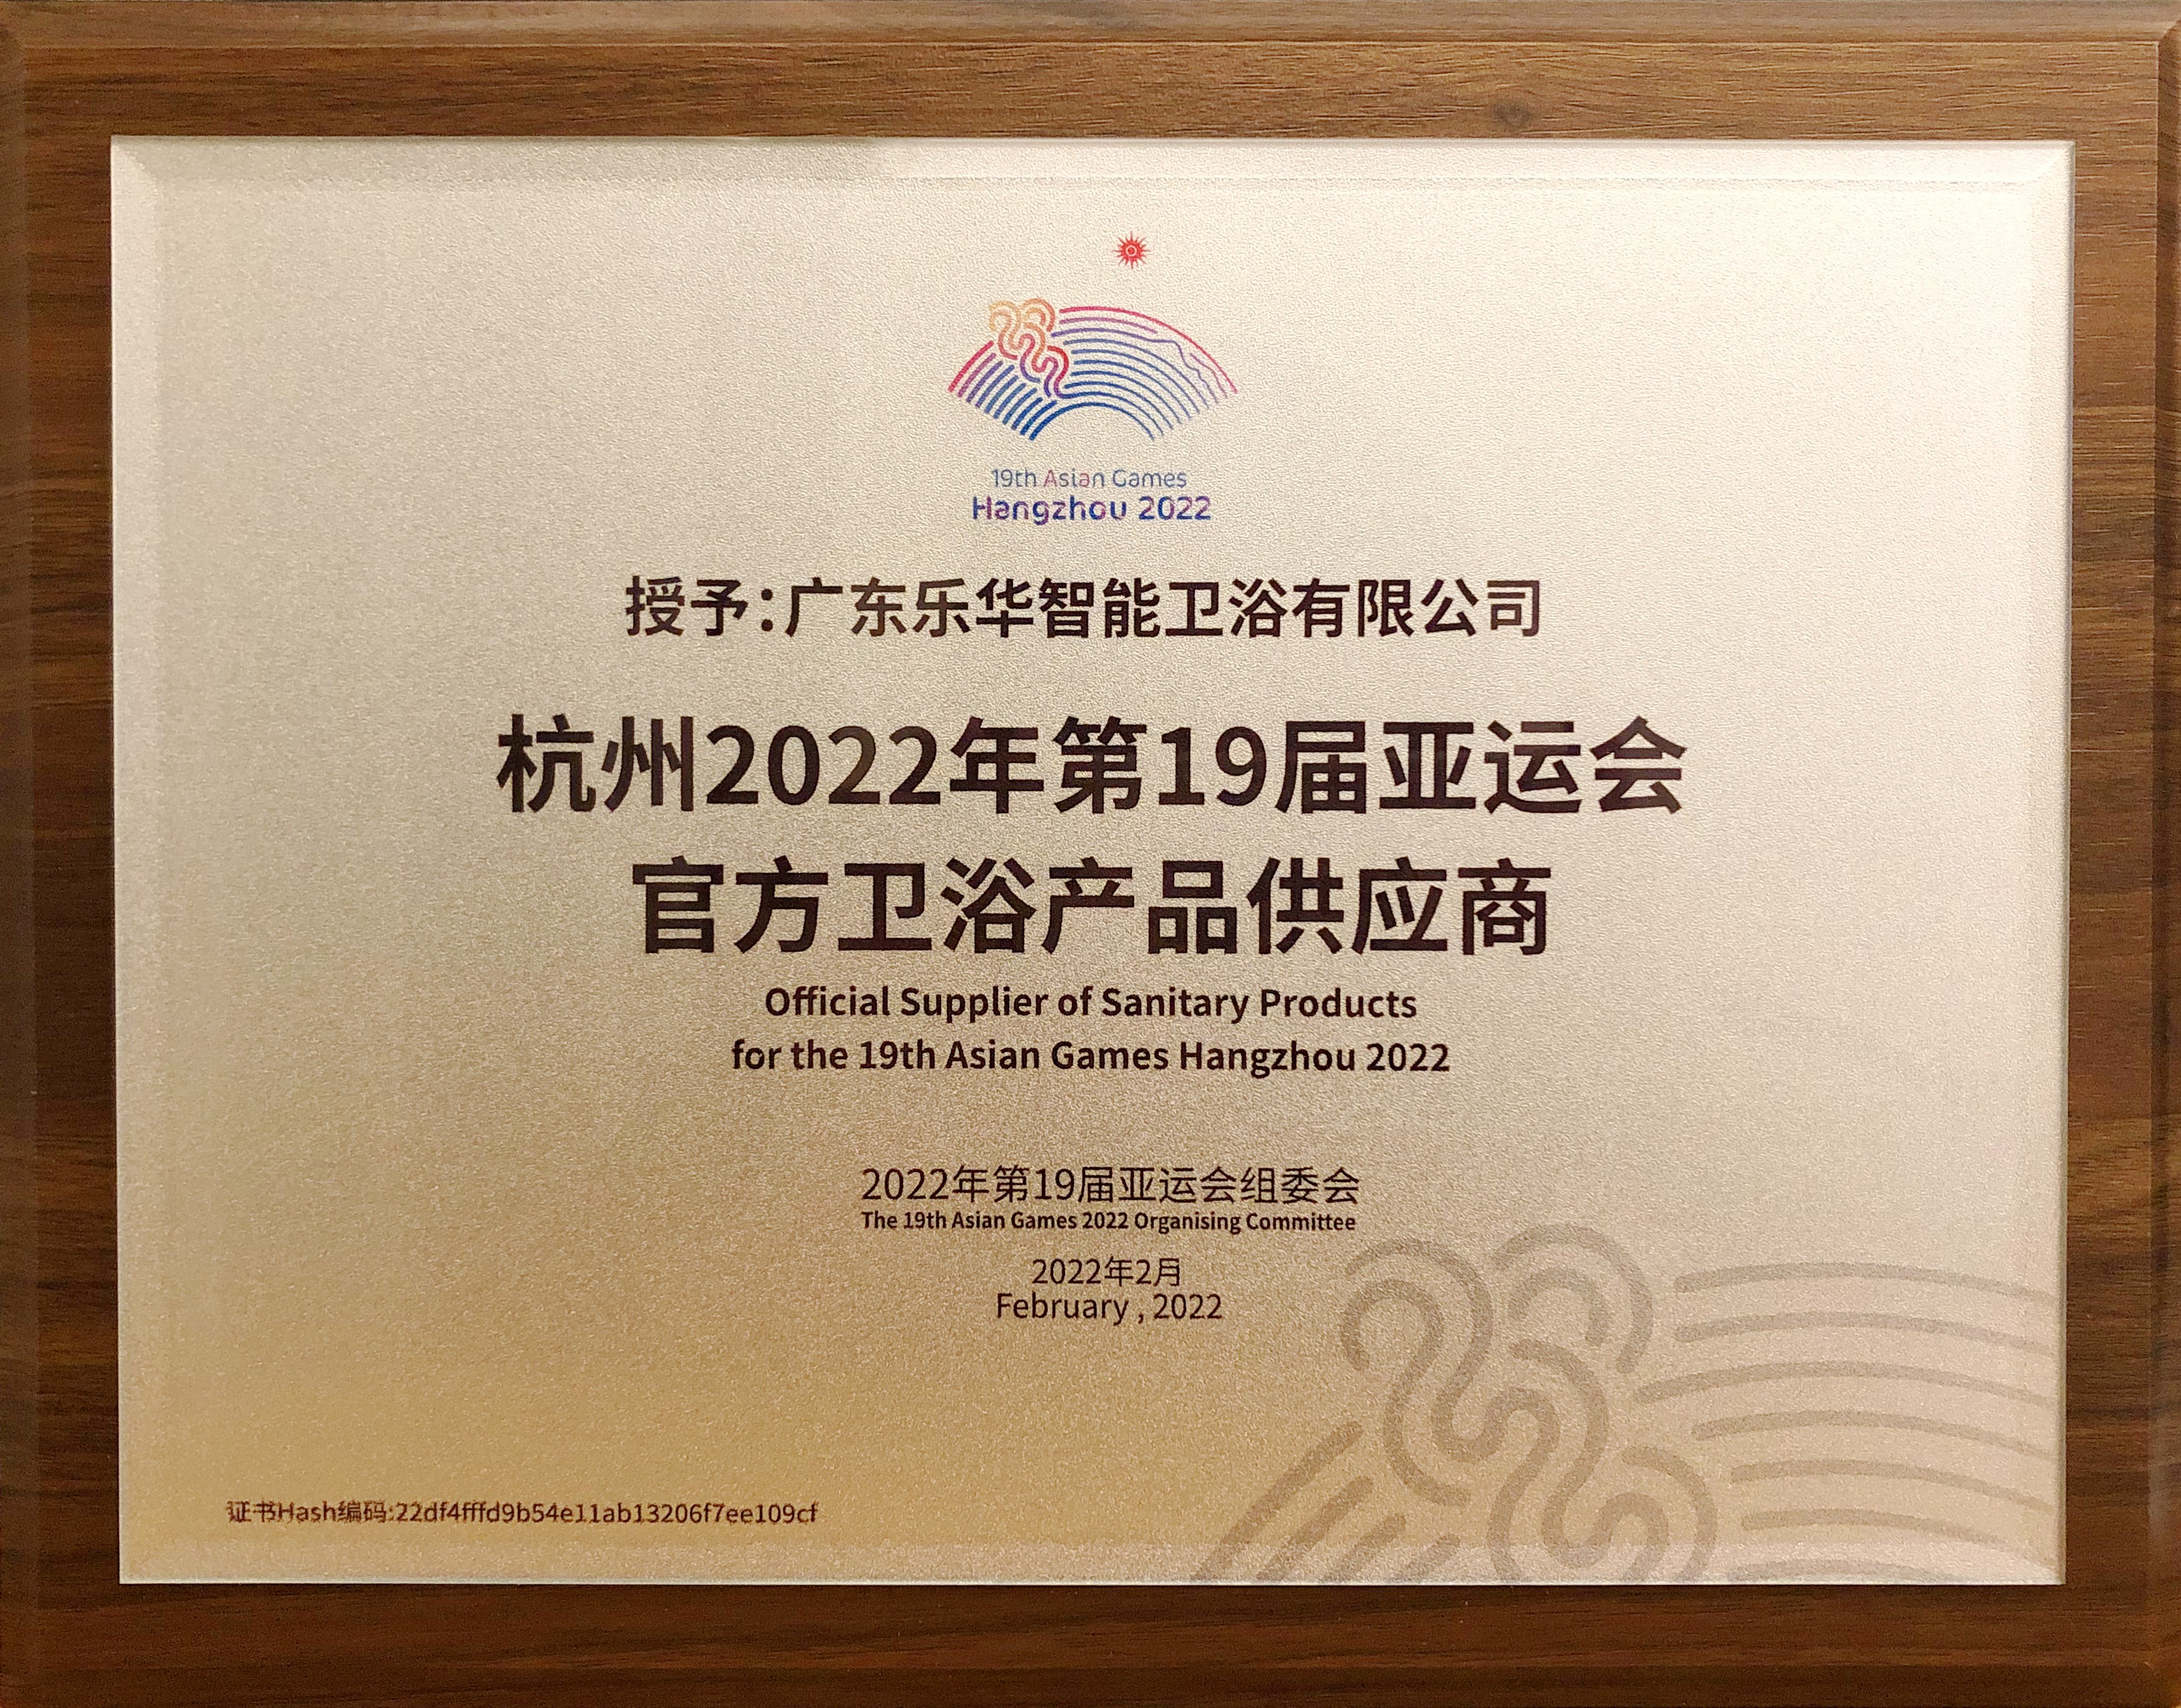 19th Asian Games
Hangzhou 2022
授予：广东乐华智能卫浴有限公司
杭州2022年第19届亚运会
官方卫浴产品供应商
Official Supplier of Sanitary Products
for the 19th Asian Games Hangzhou 2022
2022年第19届亚运会组委会
The 19th Asian Games 2022 Organising Committee
2022年2月
February , 2022
证书Hash编码:22df4fffd9b54e11ab13206f7ee109cf